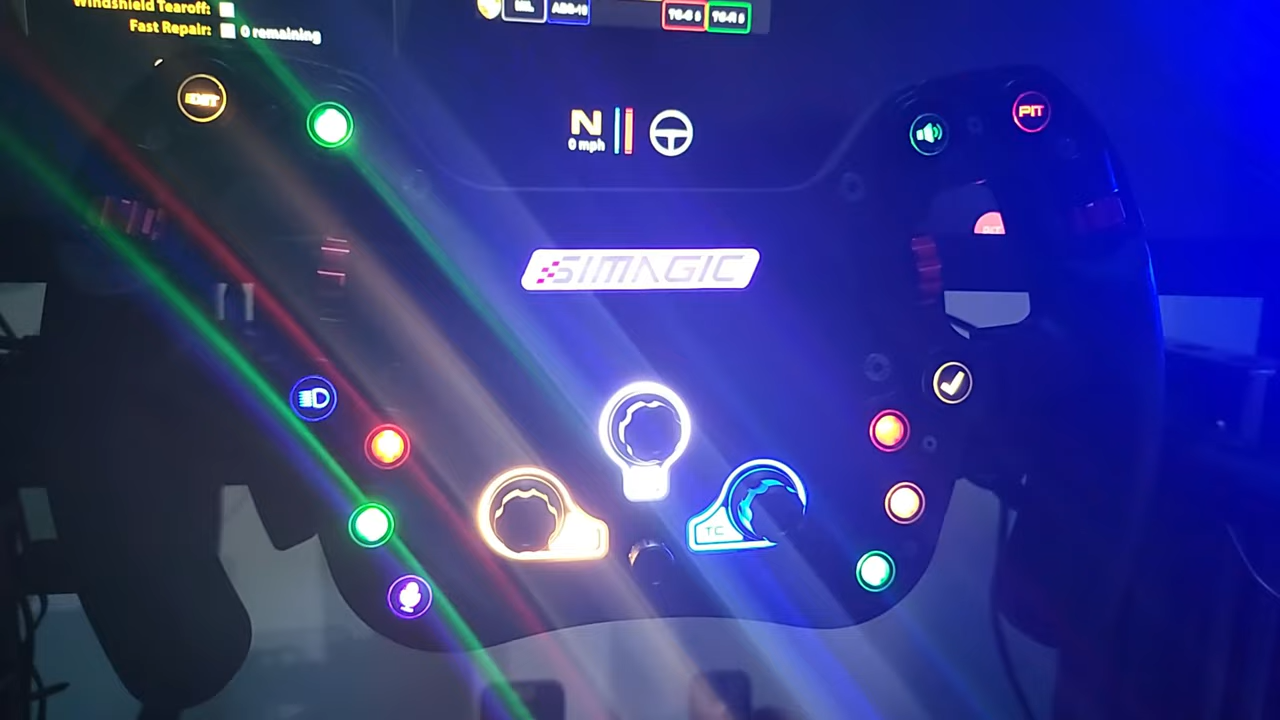 Windshield Tearoff:
Fast Repair: 0 remaining
EXIT
PIT
N
0 mph
SIMAGIC
TC